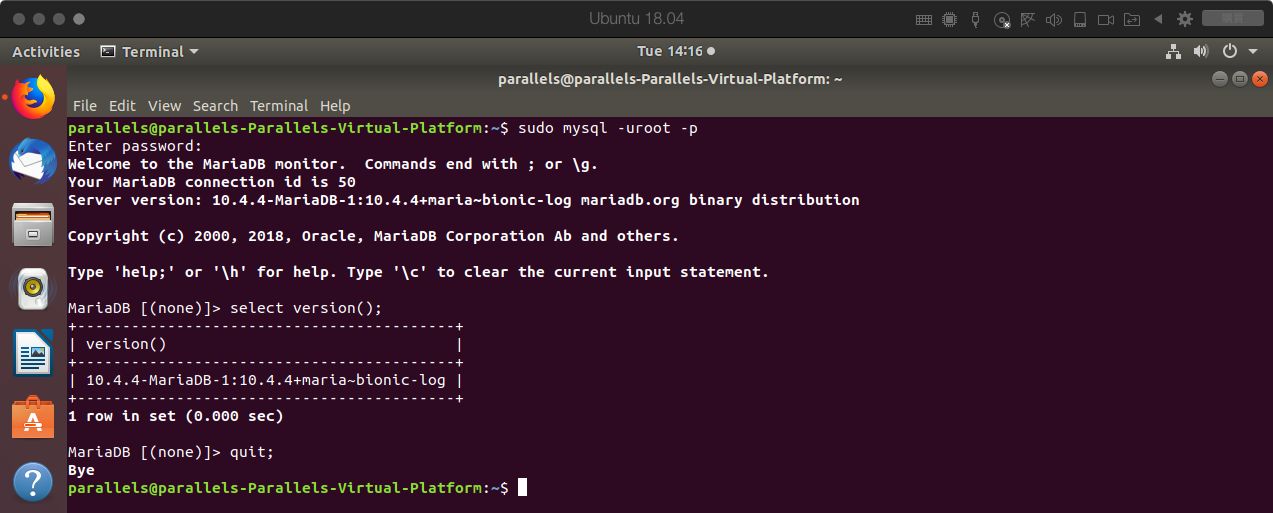 Ubuntu 18.04
Activities Terminal Tue 14:16
parallels@parallels-Parallels-Virtual-Platform: ~
File Edit View Search Terminal Help
parallels@parallels-Parallels-Virtual-Platform:~$ sudo mysql -uroot -p
Enter password:
Welcome to the MariaDB monitor.  Commands end with ; or \g.
Your MariaDB connection id is 50
Server version: 10.4.4-MariaDB-1:10.4.4+maria~bionic-log mariadb.org binary distribution
Copyright (c) 2000, 2018, Oracle, MariaDB Corporation Ab and others.
Type 'help;' or '\h' for help. Type '\c' to clear the current input statement.
MariaDB [(none)]> select version();
+------------------------------------------+
| version()                                |
+------------------------------------------+
| 10.4.4-MariaDB-1:10.4.4+maria~bionic-log |
+------------------------------------------+
1 row in set (0.000 sec)
MariaDB [(none)]> quit;
Bye
parallels@parallels-Parallels-Virtual-Platform:~$